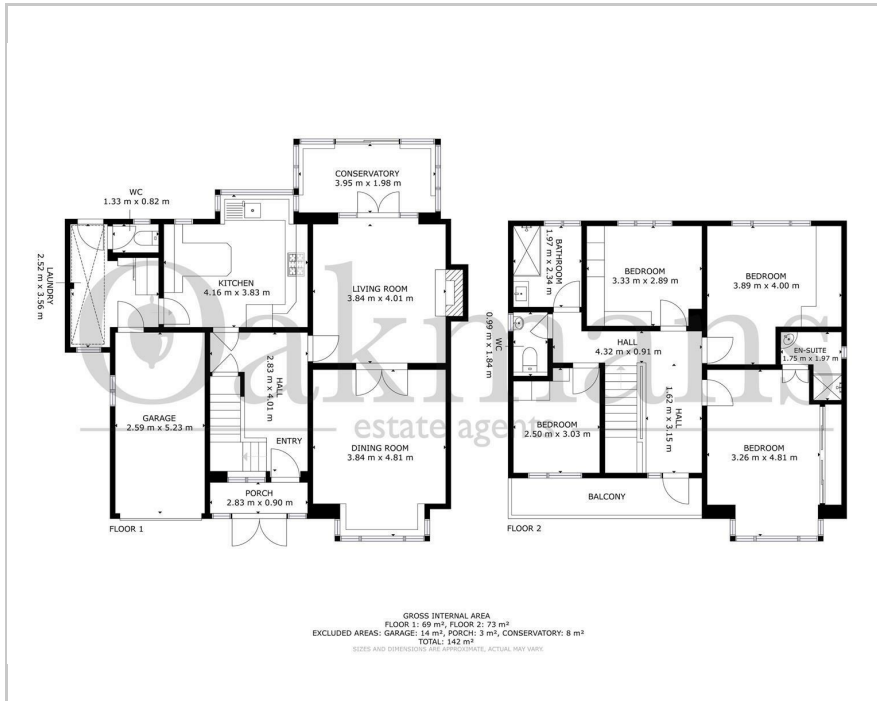 CONSERVATORY
3.95 m x 1.98 m
WC
1.33 m x 0.82 m
LAUNDRY
2.52 m x 3.56 m
KITCHEN
4.16 m x 3.83 m
LIVING ROOM
3.84 m x 4.01 m
HALL
2.83 m x 4.01 m
GARAGE
2.59 m x 5.23 m
ENTRY
DINING ROOM
3.84 m x 4.81 m
PORCH
2.83 m x 0.90 m
FLOOR 1
BATHROOM
1.97 m x 2.34 m
BEDROOM
3.33 m x 2.89 m
BEDROOM
3.89 m x 4.00 m
WC
0.99 m x 1.84 m
HALL
4.32 m x 0.91 m
EN-SUITE
1.75 m x 1.97 m
HALL
1.62 m x 3.15 m
BEDROOM
2.50 m x 3.03 m
BEDROOM
3.26 m x 4.81 m
BALCONY
FLOOR 2
Oakmans
estate agents
GROSS INTERNAL AREA
FLOOR 1: 69 m², FLOOR 2: 73 m²
EXCLUDED AREAS: GARAGE: 14 m², PORCH: 3 m², CONSERVATORY: 8 m²
TOTAL: 142 m²
SIZES AND DIMENSIONS ARE APPROXIMATE, ACTUAL MAY VARY.